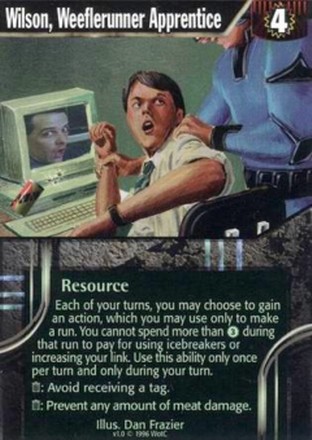 Wilson, Weeflerunner Apprentice
4
Resource
Each of your turns, you may choose to gain
an action, which you may use only to make
a run. You cannot spend more than 3 during
that run to pay for using icebreakers or
increasing your link. Use this ability only once
per turn and only during your turn.
: Avoid receiving a tag.
: Prevent any amount of meat damage.
Illus. Dan Frazier
v1.0 © 1996 WotC